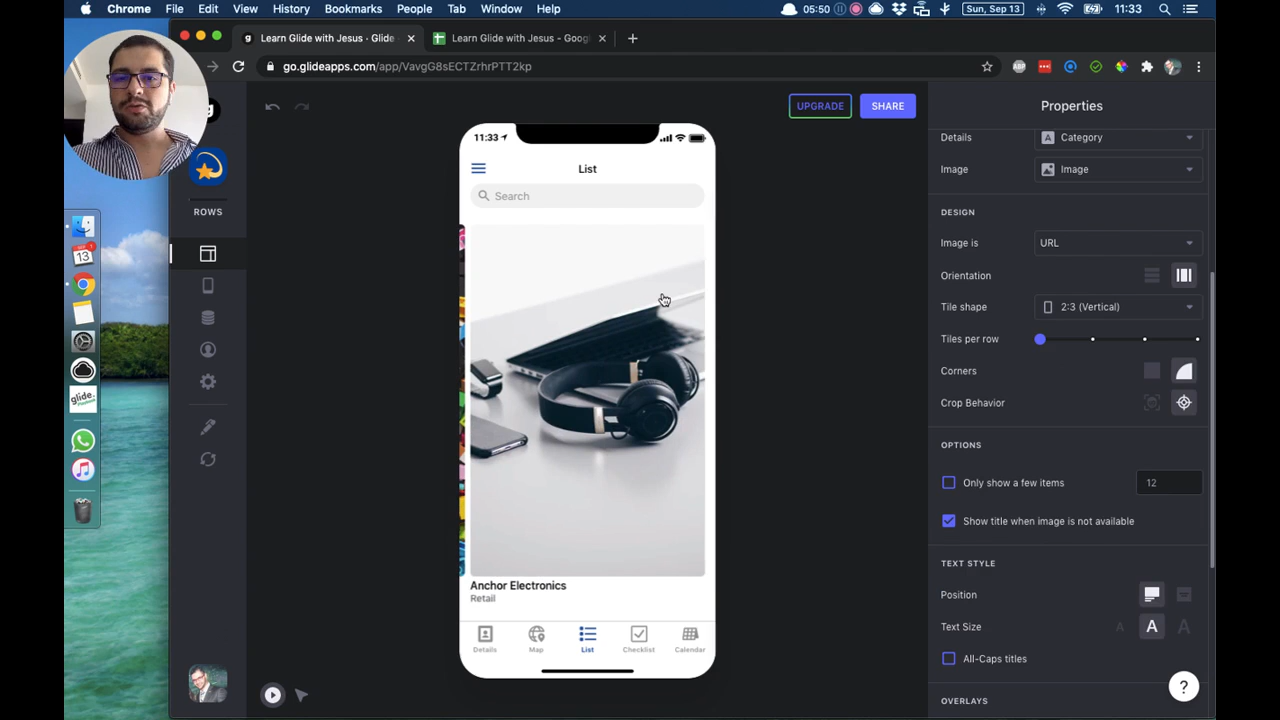 Chrome File Edit View History Bookmarks People Tab Window Help 05:50 Sun, Sep 13 11:33
Learn Glide with Jesus · Glide Learn Glide with Jesus - Goog
go.glideapps.com/app/VavgG8sECTZrhrPTT2kp
UPGRADE SHARE Properties
ROWS
11:33
List
Search
Anchor Electronics
Retail
Details Map List Checklist Calendar
Details Category
Image Image
DESIGN
Image is URL
Orientation
Tile shape 2:3 (Vertical)
Tiles per row
Corners
Crop Behavior
OPTIONS
Only show a few items 12
Show title when image is not available
TEXT STYLE
Position
Text Size A A A
All-Caps titles
OVERLAYS
?
13
glide